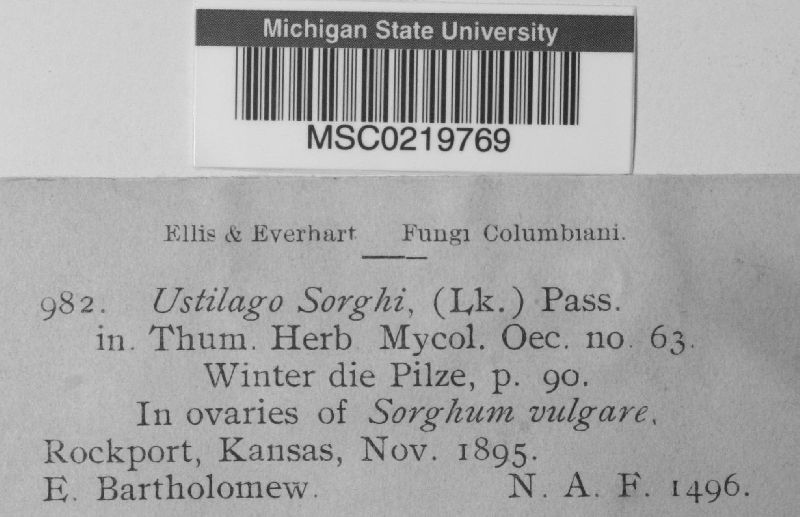 Michigan State University
MSC0219769
Ellis & Everhart Fungi Columbiani.
982. Ustilago Sorghi, (Lk.) Pass.
in. Thum. Herb Mycol. Oec. no. 63.
Winter die Pilze, p. 90.
In ovaries of Sorghum vulgare,
Rockport, Kansas, Nov. 1895.
E. Bartholomew. N. A. F. 1496.